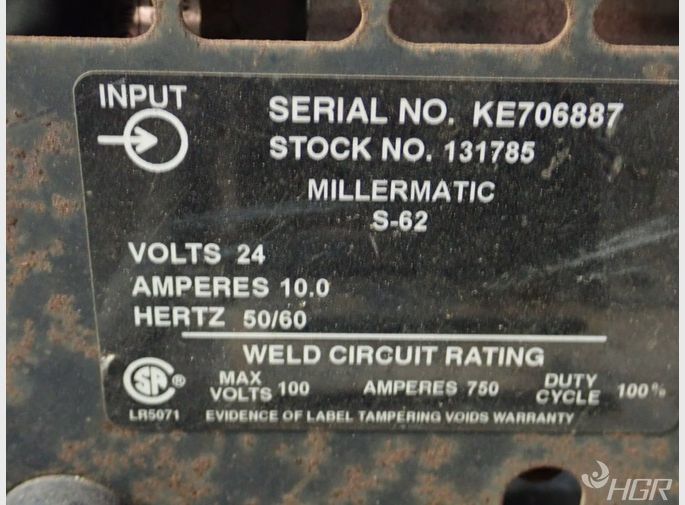 INPUT
SERIAL NO. KE706887
STOCK NO. 131785
MILLERMATIC
S-62
VOLTS 24
AMPERES 10.0
HERTZ 50/60
WELD CIRCUIT RATING
SA ®
MAX VOLTS 100 AMPERES 750 DUTY CYCLE 100%
LR5071 EVIDENCE OF LABEL TAMPERING VOIDS WARRANTY
HGR